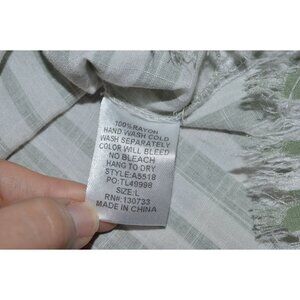 100% RAYON
HAND WASH COLD
WASH SEPARATELY
COLOR WILL BLEED
NO BLEACH
HANG TO DRY
STYLE:A5518
PO:TL49998
SIZE:L
RN#:130733
MADE IN CHINA